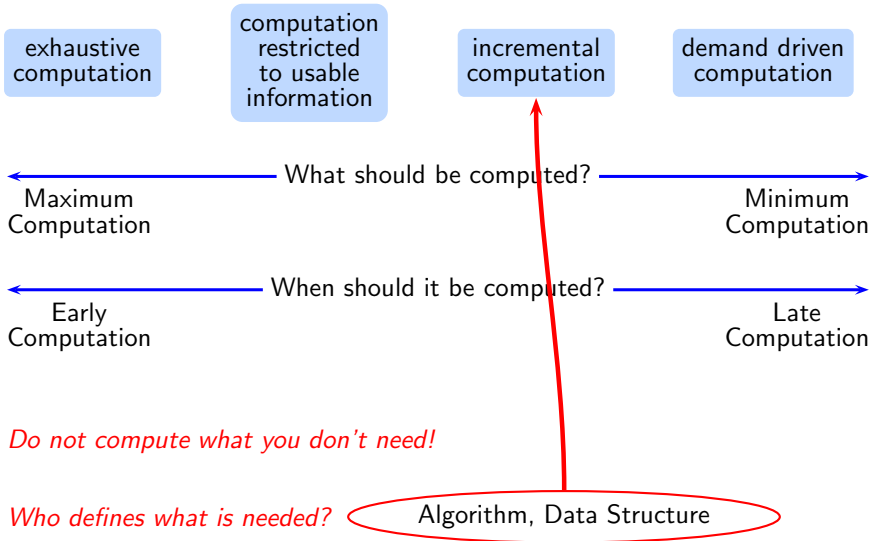 exhaustive
computation
computation
restricted
to usable
information
incremental
computation
demand driven
computation
What should be computed?
Maximum
Computation
Minimum
Computation
When should it be computed?
Early
Computation
Late
Computation
Do not compute what you don't need!
Who defines what is needed?
Algorithm, Data Structure